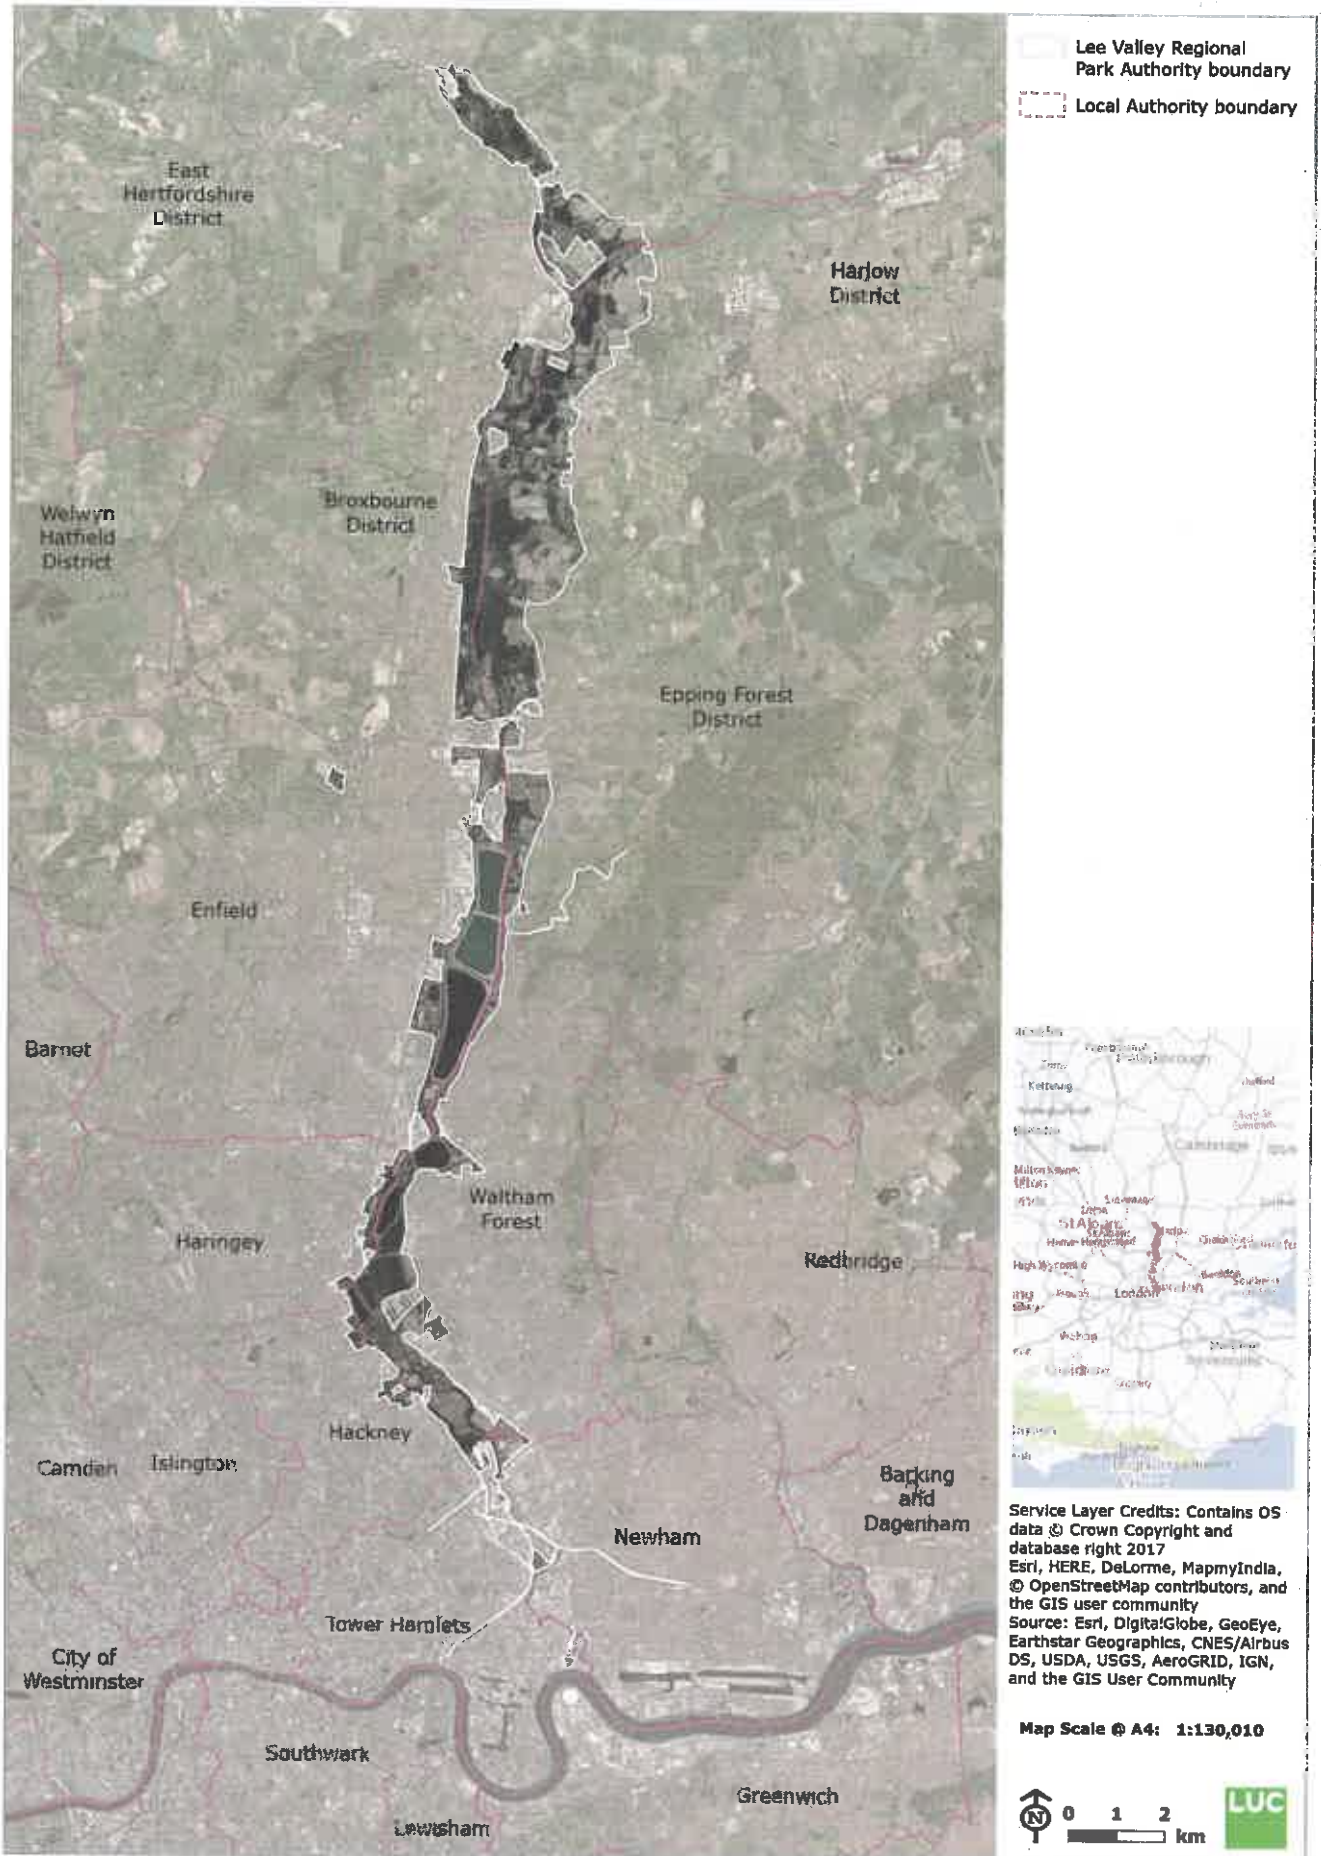 Lee Valley Regional
Park Authority boundary
Local Authority boundary
East
Hertfordshire
District
Harlow
District
Broxbourne
District
Welwyn
Hatfield
District
Epping Forest
District
Enfield
Barnet
Waltham
Forest
Haringey
Redbridge
Hackney
Camden
Islington
Barking
and
Dagenham
Newham
Tower Hamlets
City of
Westminster
Southwark
Greenwich
Lewisham
Kettering
Cambridge
London
Service Layer Credits: Contains OS
data © Crown Copyright and
database right 2017
Esri, HERE, DeLorme, MapmyIndia,
© OpenStreetMap contributors, and
the GIS user community
Source: Esri, DigitalGlobe, GeoEye,
Earthstar Geographics, CNES/Airbus
DS, USDA, USGS, AeroGRID, IGN,
and the GIS User Community
Map Scale @ A4: 1:130,010
N
0 1 2
km
LUC